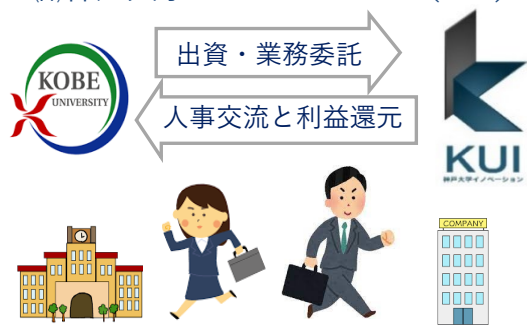 出資・業務委託
KOBE
UNIVERSITY
人事交流と利益還元
KUI
神戸大学イノベーション
COMPANY